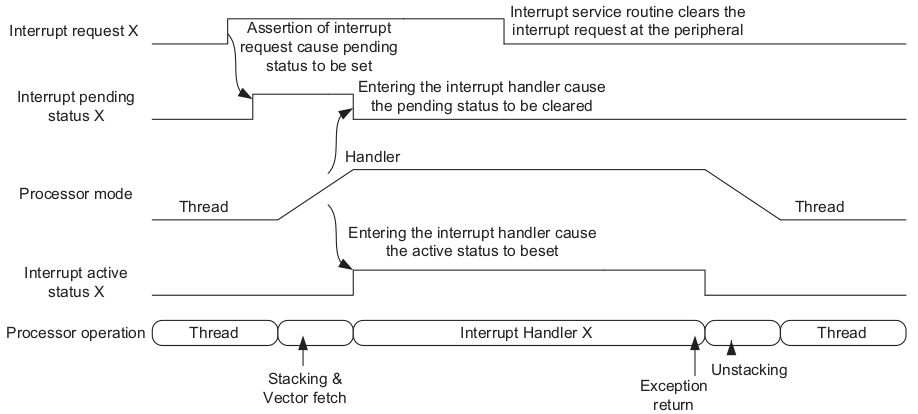 Interrupt request X
Assertion of interrupt
request cause pending
status to be set
Interrupt service routine clears the
interrupt request at the peripheral
Interrupt pending
status X
Entering the interrupt handler cause
the pending status to be cleared
Handler
Processor mode
Thread
Thread
Entering the interrupt handler cause
the active status to beset
Interrupt active
status X
Processor operation
Thread
Interrupt Handler X
Thread
Stacking &
Vector fetch
Exception
return
Unstacking